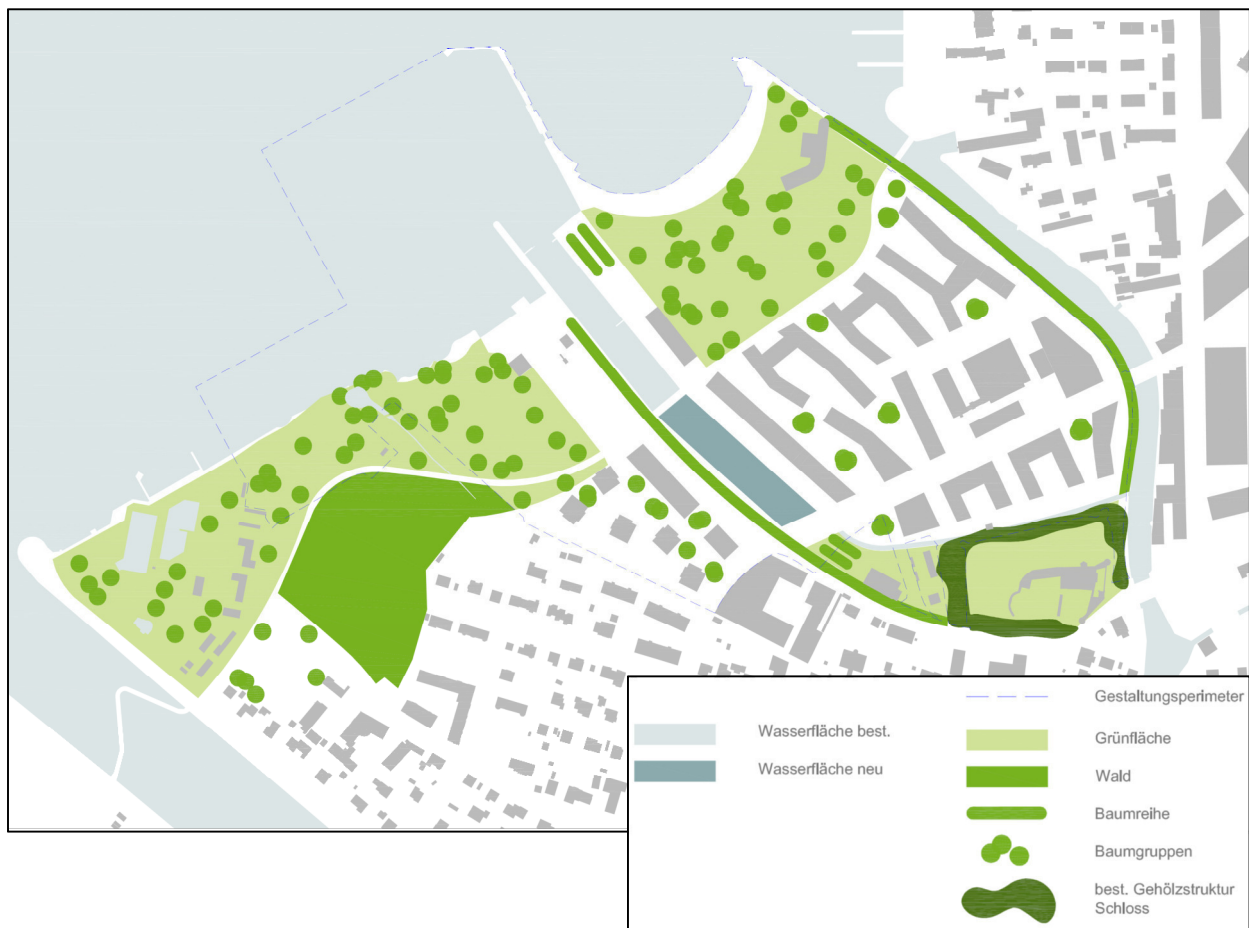 Wasserfläche best.
Wasserfläche neu
Gestaltungsperimeter
Grünfläche
Wald
Baumreihe
Baumgruppen
best. Gehölzstruktur
Schloss